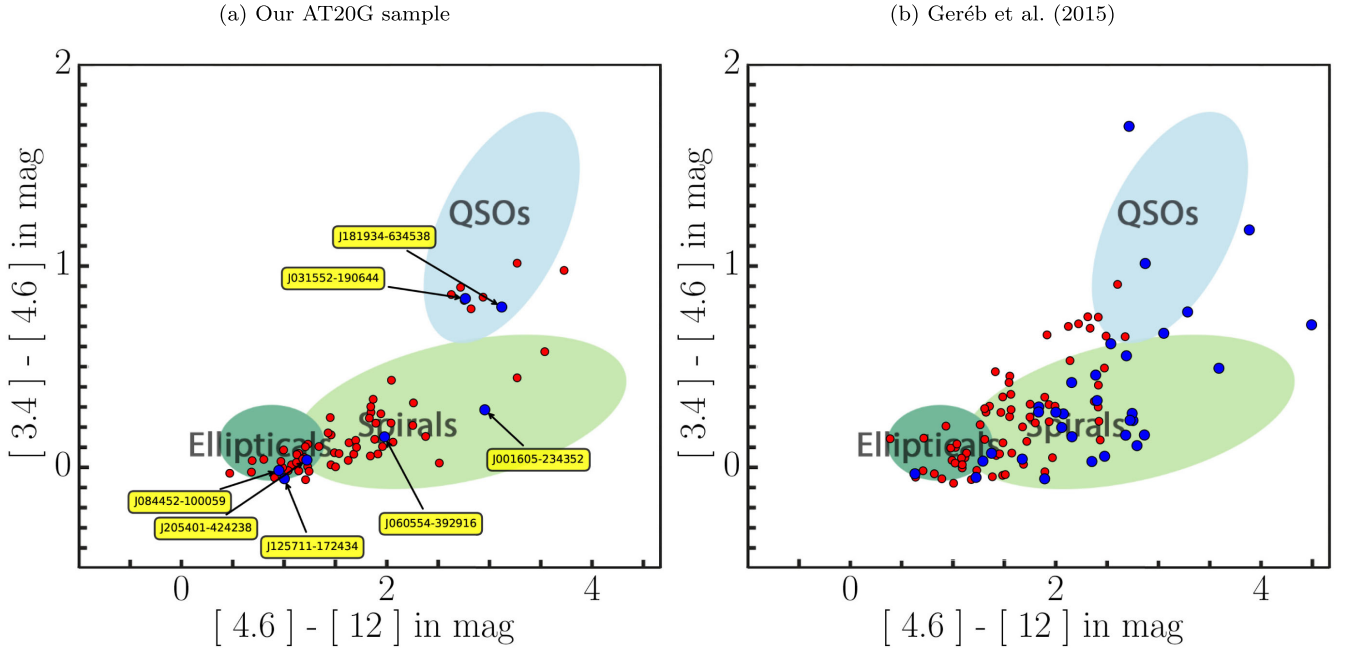 (a) Our AT20G sample
(b) Geréb et al. (2015)
2
1
0
[ 3.4 ] - [ 4.6 ] in mag
QSOs
J181934-634538
J031552-190644
Spirals
Ellipticals
J001605-234352
J084452-100059
J060554-392916
J205401-424238
J125711-172434
0 2 4
[ 4.6 ] - [ 12 ] in mag
2
1
0
[ 3.4 ] - [ 4.6 ] in mag
QSOs
Spirals
Ellipticals
0 2 4
[ 4.6 ] - [ 12 ] in mag